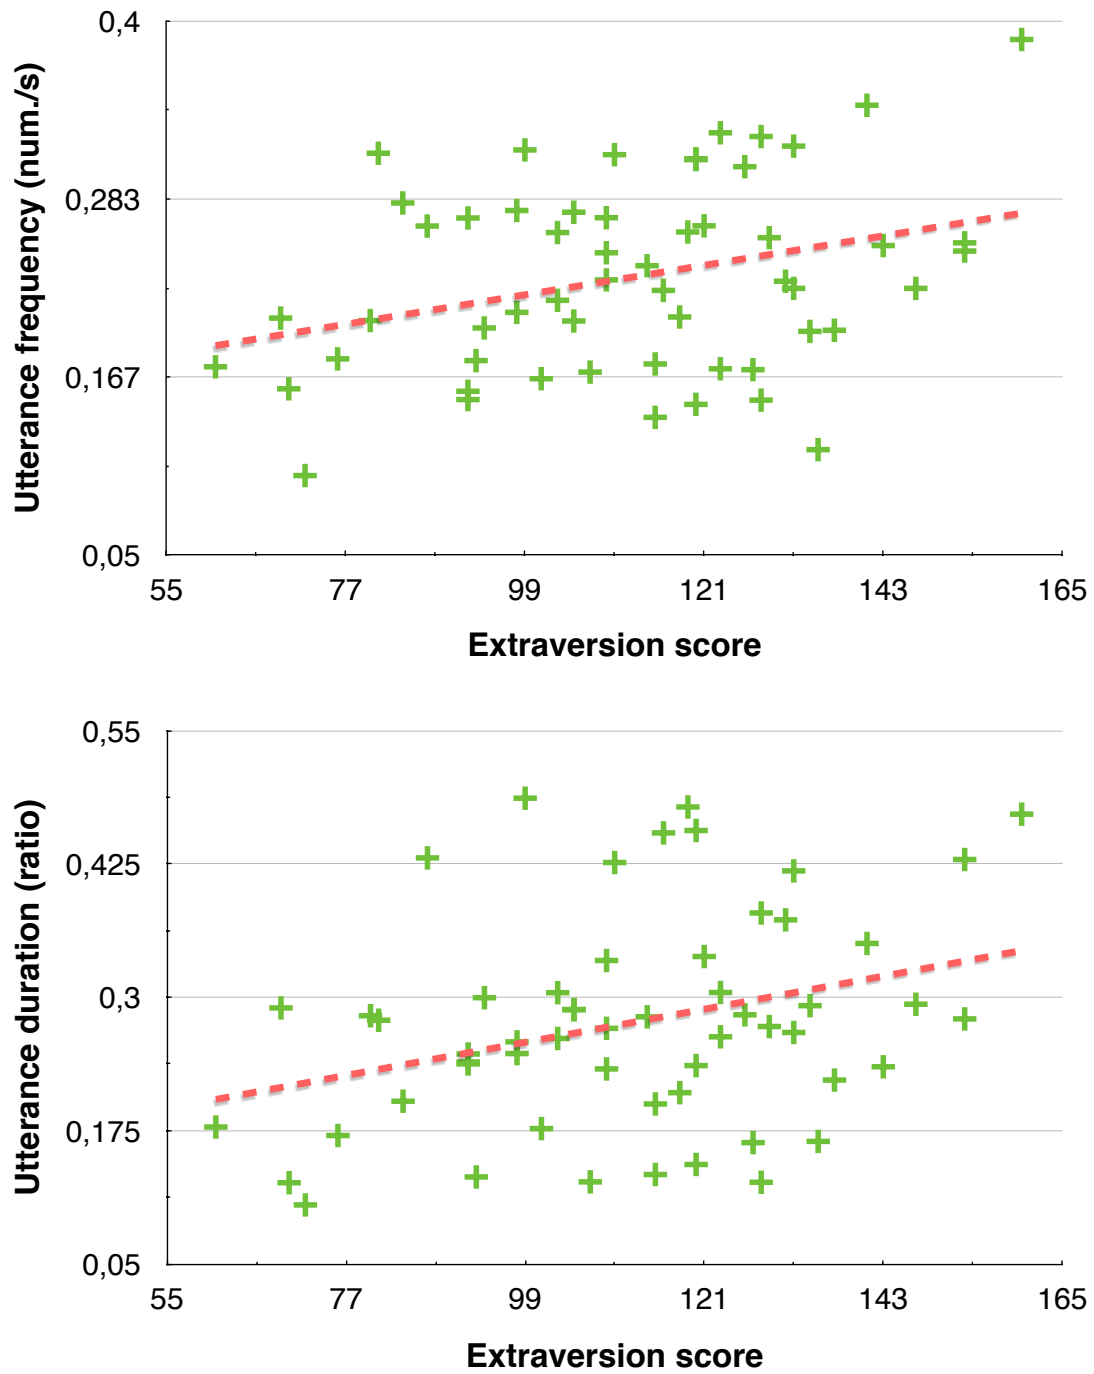 Utterance frequency (num./s)
0,4
0,283
0,167
0,05
55 77 99 121 143 165
Extraversion score
Utterance duration (ratio)
0,55
0,425
0,3
0,175
0,05
55 77 99 121 143 165
Extraversion score